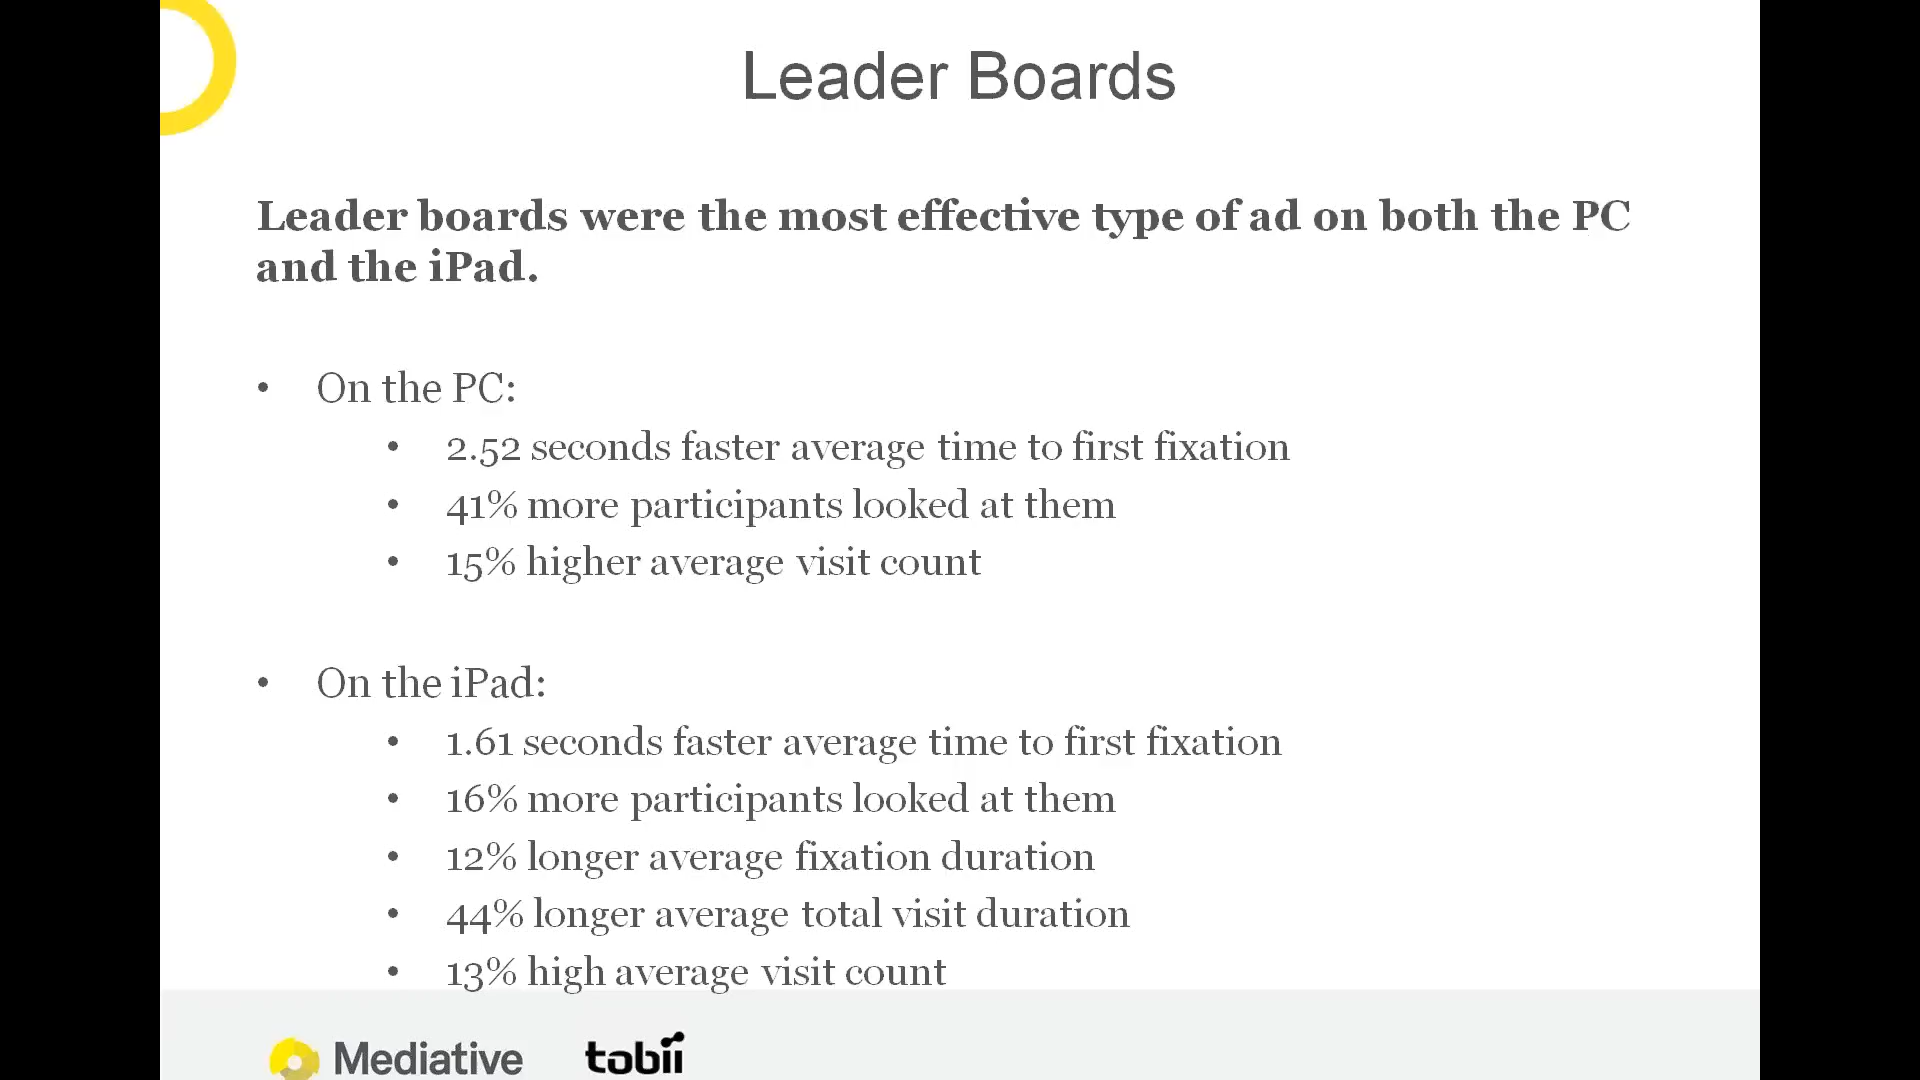 Leader Boards
Leader boards were the most effective type of ad on both the PC
and the iPad.
• On the PC:
• 2.52 seconds faster average time to first fixation
• 41% more participants looked at them
• 15% higher average visit count
• On the iPad:
• 1.61 seconds faster average time to first fixation
• 16% more participants looked at them
• 12% longer average fixation duration
• 44% longer average total visit duration
• 13% high average visit count
Mediative tobii